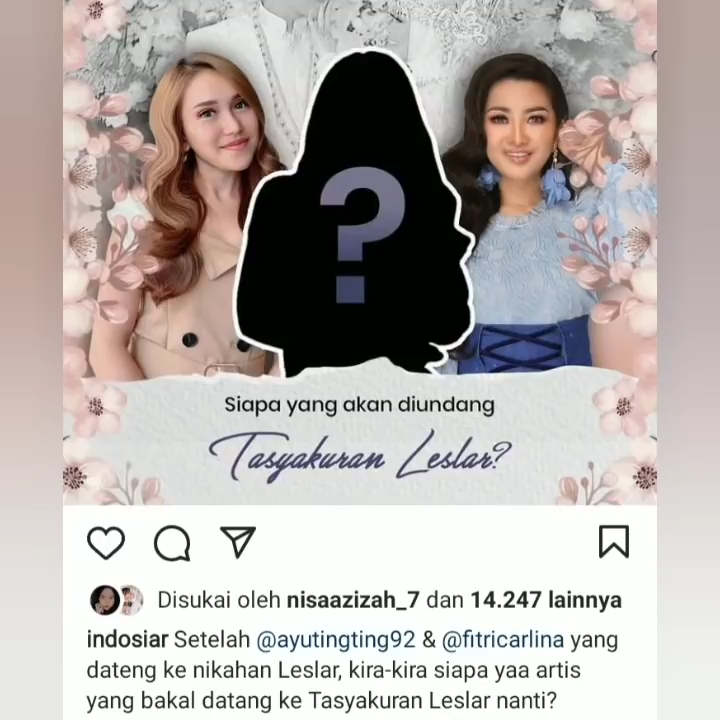 ?
Siapa yang akan diundang
Tasyakuran Leslar?
Disukai oleh nisaazizah_7 dan 14.247 lainnya
indosiar Setelah @ayutingting92 & @fitricarlina yang
dateng ke nikahan Leslar, kira-kira siapa yaa artis
yang bakal datang ke Tasyakuran Leslar nanti?